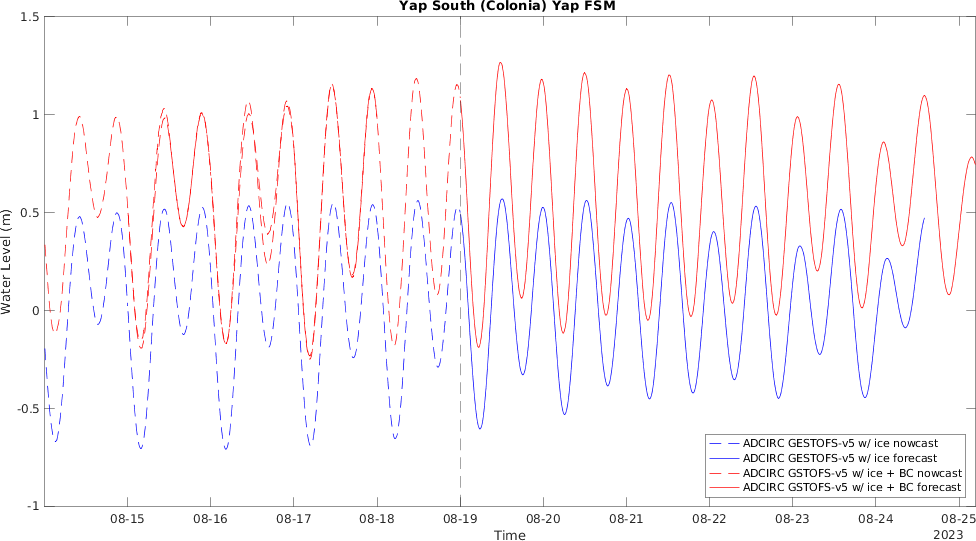 Yap South (Colonia) Yap FSM
1.5
1
0.5
0
-0.5
-1
Water Level (m)
ADCIRC GESTOFS-v5 w/ ice nowcast
ADCIRC GESTOFS-v5 w/ ice forecast
ADCIRC GSTOFS-v5 w/ ice + BC nowcast
ADCIRC GSTOFS-v5 w/ ice + BC forecast
08-15 08-16 08-17 08-18 08-19 08-20 08-21 08-22 08-23 08-24 08-25
Time
2023